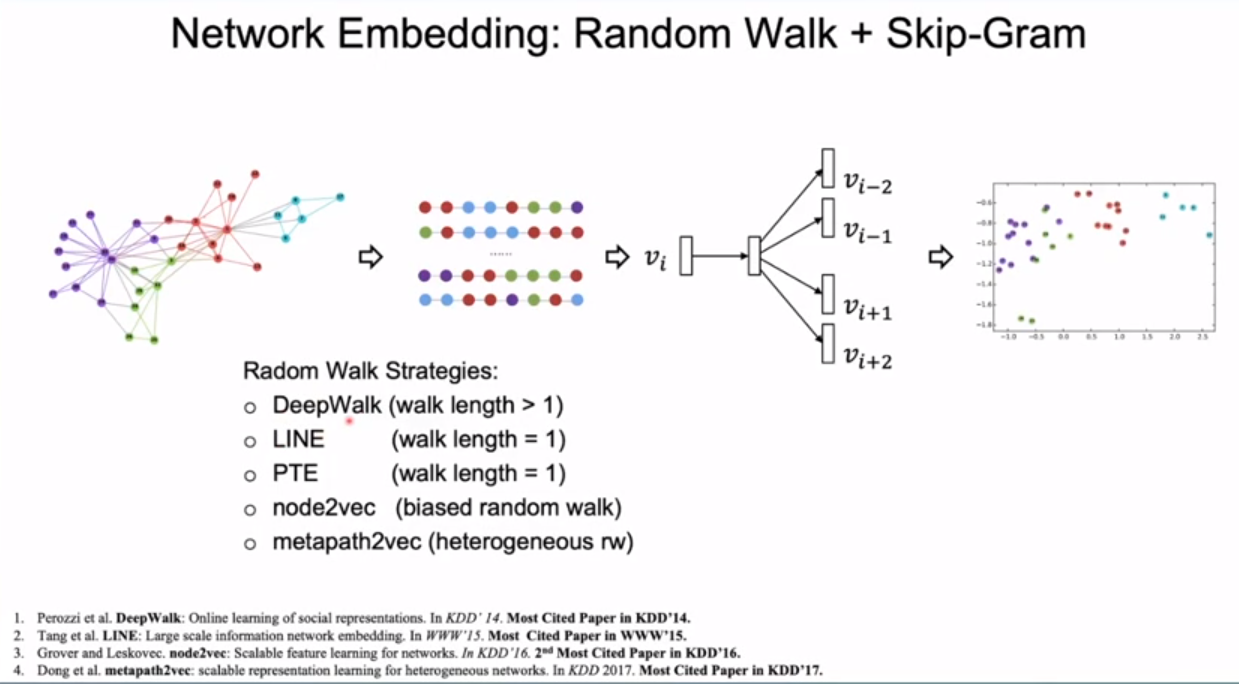 Network Embedding: Random Walk + Skip-Gram
......
v_i
v_{i−2}
v_{i−1}
v_{i+1}
v_{i+2}
−0.6
−0.8
−1.0
−1.2
−1.4
−1.6
−1.8
−1.0 −0.5 0.0 0.5 1.0 1.5 2.0 2.5
Radom Walk Strategies:
○ DeepWalk (walk length > 1)
○ LINE (walk length = 1)
○ PTE (walk length = 1)
○ node2vec (biased random walk)
○ metapath2vec (heterogeneous rw)
1. Perozzi et al. DeepWalk: Online learning of social representations. In KDD' 14. Most Cited Paper in KDD'14.
2. Tang et al. LINE: Large scale information network embedding. In WWW'15. Most Cited Paper in WWW'15.
3. Grover and Leskovec. node2vec: Scalable feature learning for networks. In KDD'16. 2nd Most Cited Paper in KDD'16.
4. Dong et al. metapath2vec: scalable representation learning for heterogeneous networks. In KDD 2017. Most Cited Paper in KDD'17.